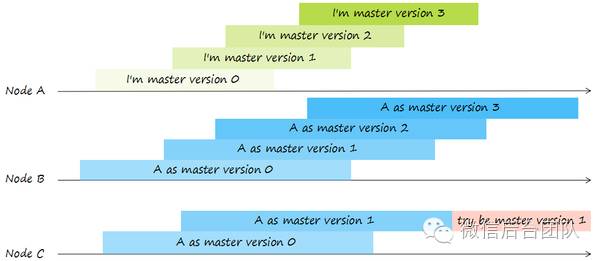 I'm master version 3
I'm master version 2
I'm master version 1
I'm master version 0
Node A
A as master version 3
A as master version 2
A as master version 1
A as master version 0
Node B
A as master version 1 try be master version 1
A as master version 0
Node C
微信后台团队